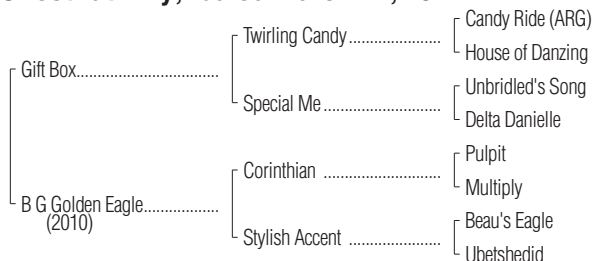 Candy Ride (ARG)
Twirling Candy
House of Danzing
Gift Box
Unbridled's Song
Special Me
Delta Danielle
Pulpit
Corinthian
Multiply
B G Golden Eagle
(2010)
Beau's Eagle
Stylish Accent
Ubetshedid